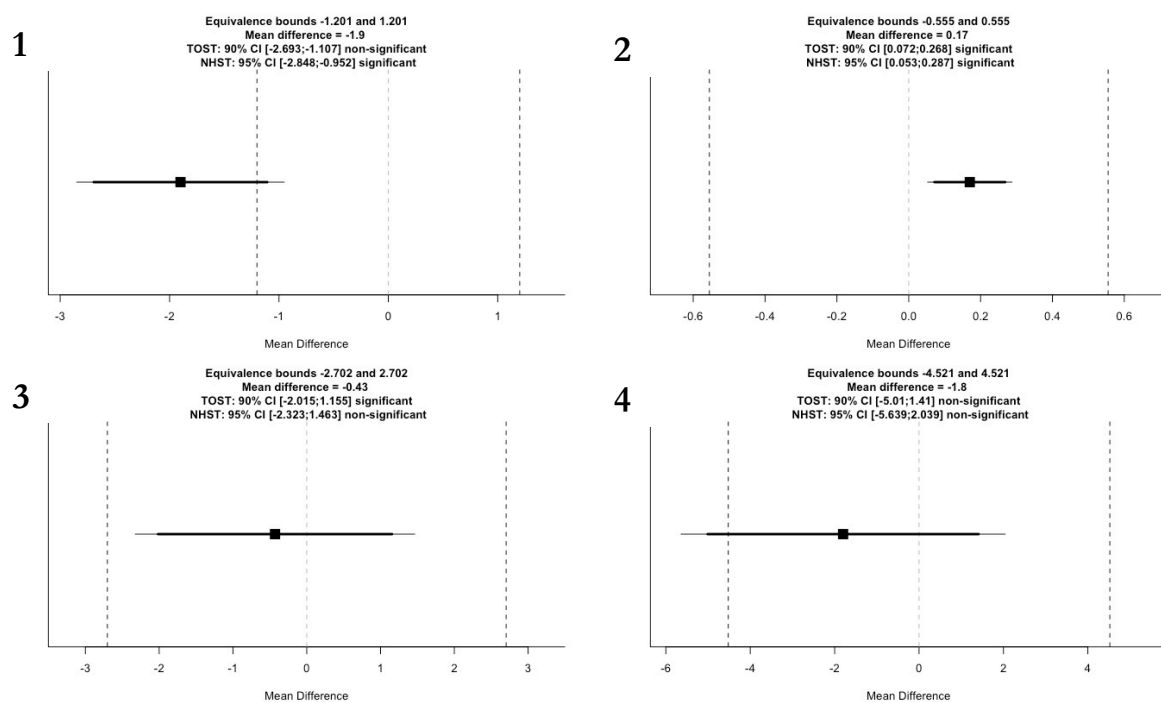 1
Equivalence bounds -1.201 and 1.201
Mean difference = -1.9
TOST: 90% CI [-2.693;-1.107] non-significant
NHST: 95% CI [-2.848;-0.952] significant
-3 -2 -1 0 1
Mean Difference
2
Equivalence bounds -0.555 and 0.555
Mean difference = 0.17
TOST: 90% CI [0.072;0.268] significant
NHST: 95% CI [0.053;0.287] significant
-0.6 -0.4 -0.2 0.0 0.2 0.4 0.6
Mean Difference
3
Equivalence bounds -2.702 and 2.702
Mean difference = -0.43
TOST: 90% CI [-2.015;1.155] significant
NHST: 95% CI [-2.323;1.463] non-significant
-3 -2 -1 0 1 2 3
Mean Difference
4
Equivalence bounds -4.521 and 4.521
Mean difference = -1.8
TOST: 90% CI [-5.01;1.41] non-significant
NHST: 95% CI [-5.639;2.039] non-significant
-6 -4 -2 0 2 4
Mean Difference